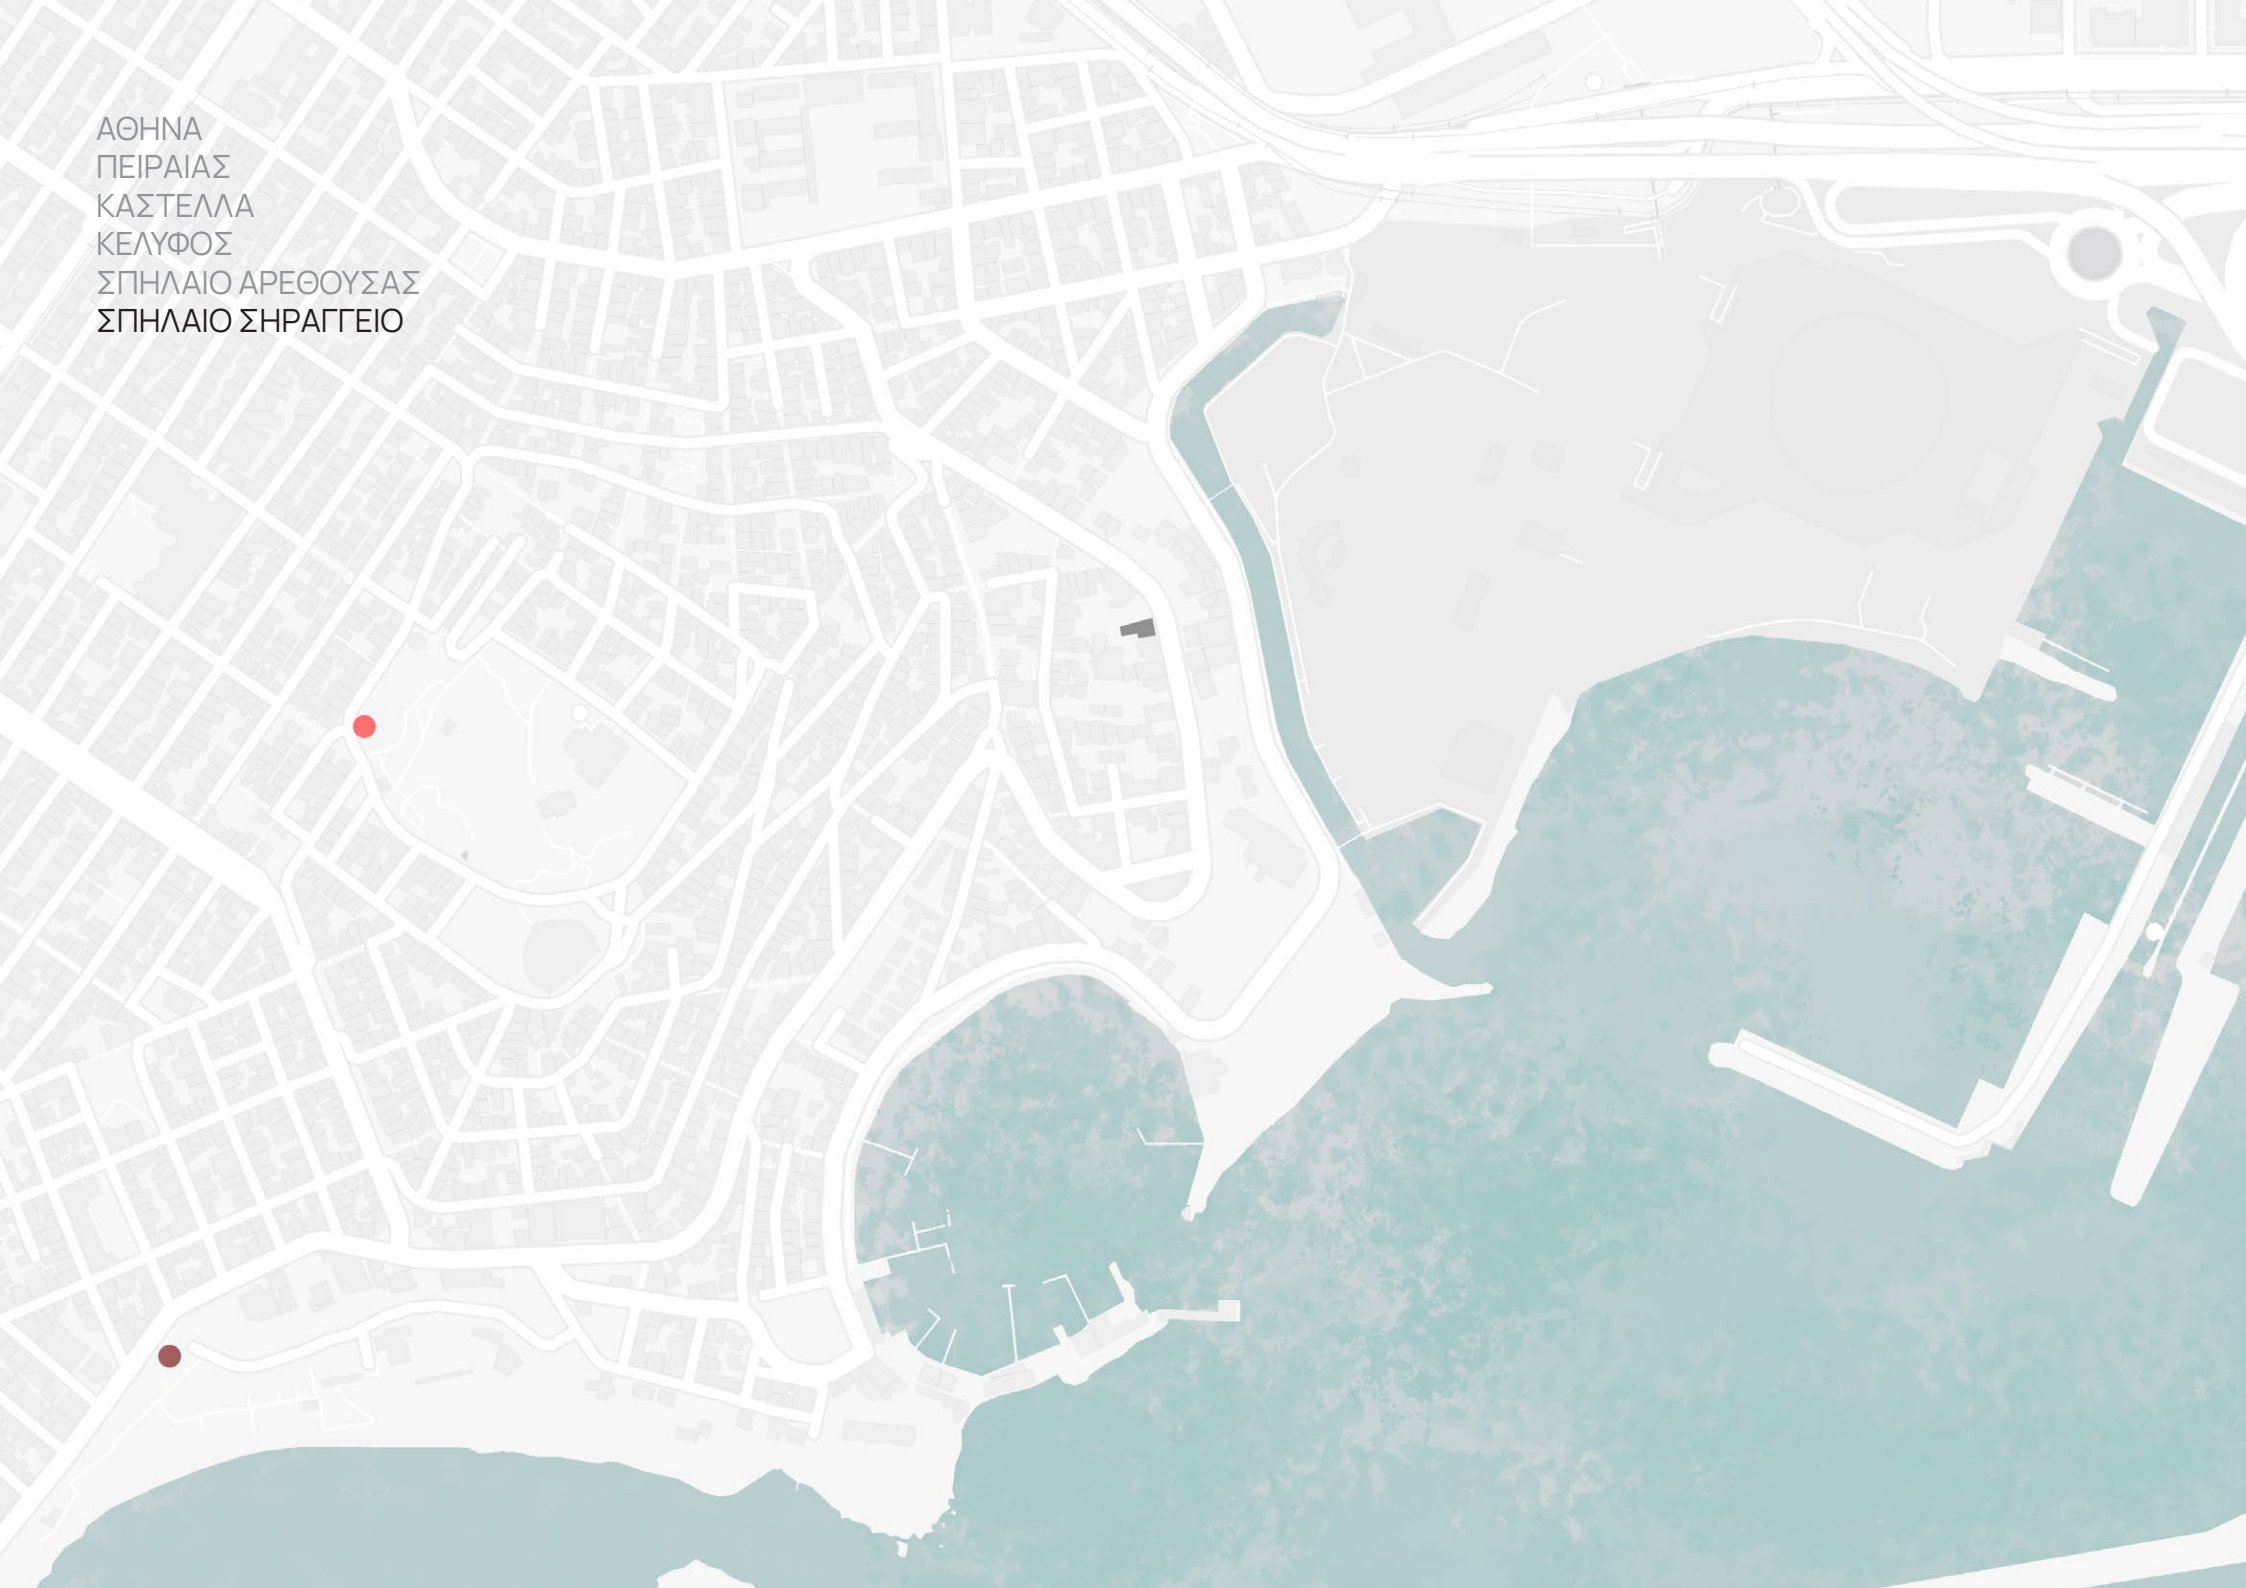 ΑΘΗΝΑ
ΠΕΙΡΑΙΑΣ
ΚΑΣΤΕΛΛΑ
ΚΕΛΥΦΟΣ
ΣΠΗΛΑΙΟ ΑΡΕΘΟΥΣΑΣ
ΣΠΗΛΑΙΟ ΣΗΡΑΓΓΕΙΟ